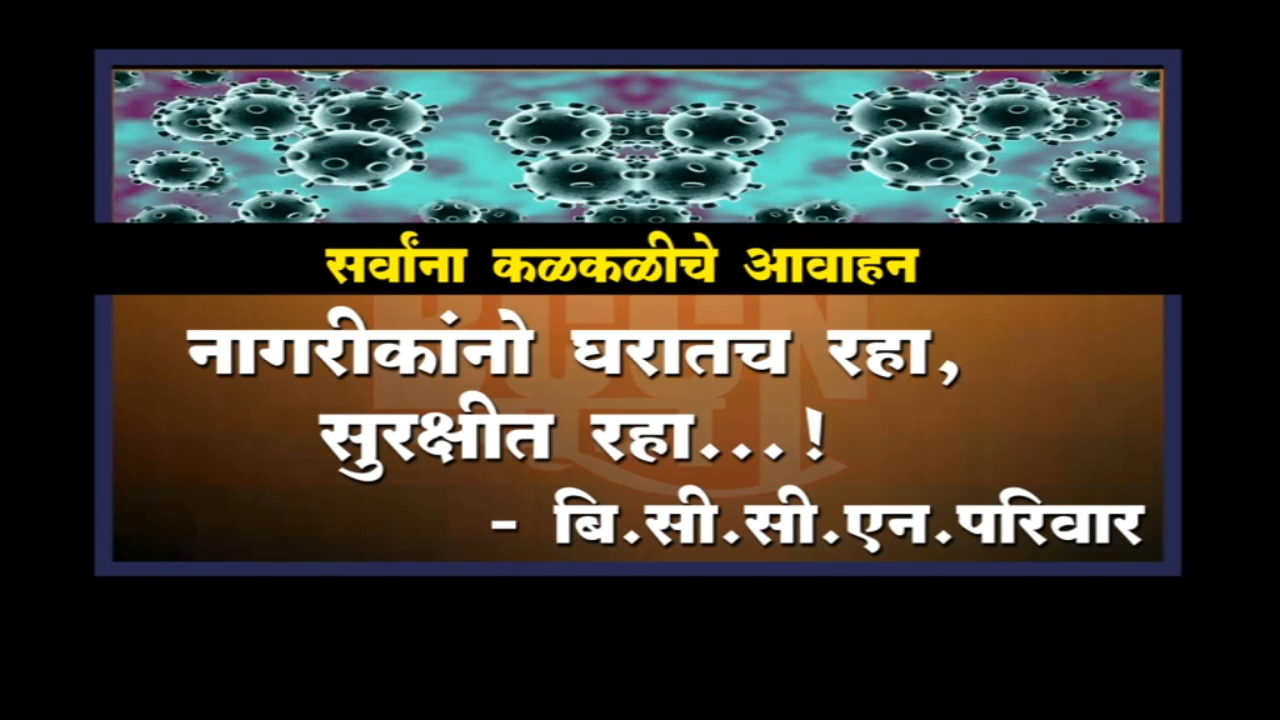 सर्वांना कळकळीचे आवाहन
नागरीकांनो घरातच रहा,
सुरक्षीत रहा...!
- बि.सी.सी.एन.परिवार